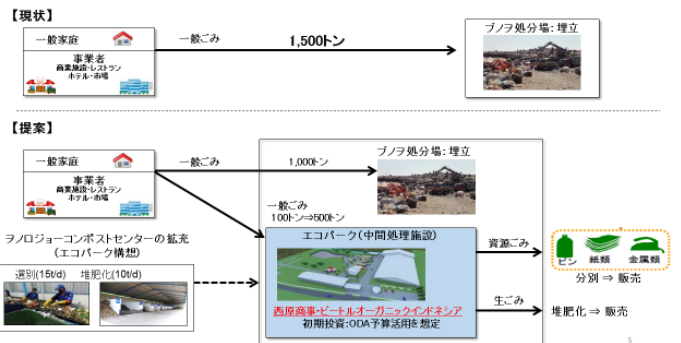 【現状】
一般家庭
事業者
商業施設・レストラン
ホテル・市場
一般ごみ
1,500トン
ブノヲ処分場:埋立
【提案】
一般家庭
事業者
商業施設・レストラン
ホテル・市場
一般ごみ
1,000トン
ブノヲ処分場:埋立
一般ごみ
100トン⇒500トン
ヲノロジョーコンポストセンターの拡充
(エコパーク構想)
選別(15t/d)
堆肥化(10t/d)
エコパーク(中間処理施設)
西原商事・ビートルオーガニックインドネシア
初期投資:ODA予算活用を想定
資源ごみ
ビン
紙類
金属類
分別 ⇒ 販売
生ごみ
堆肥化 ⇒ 販売
5